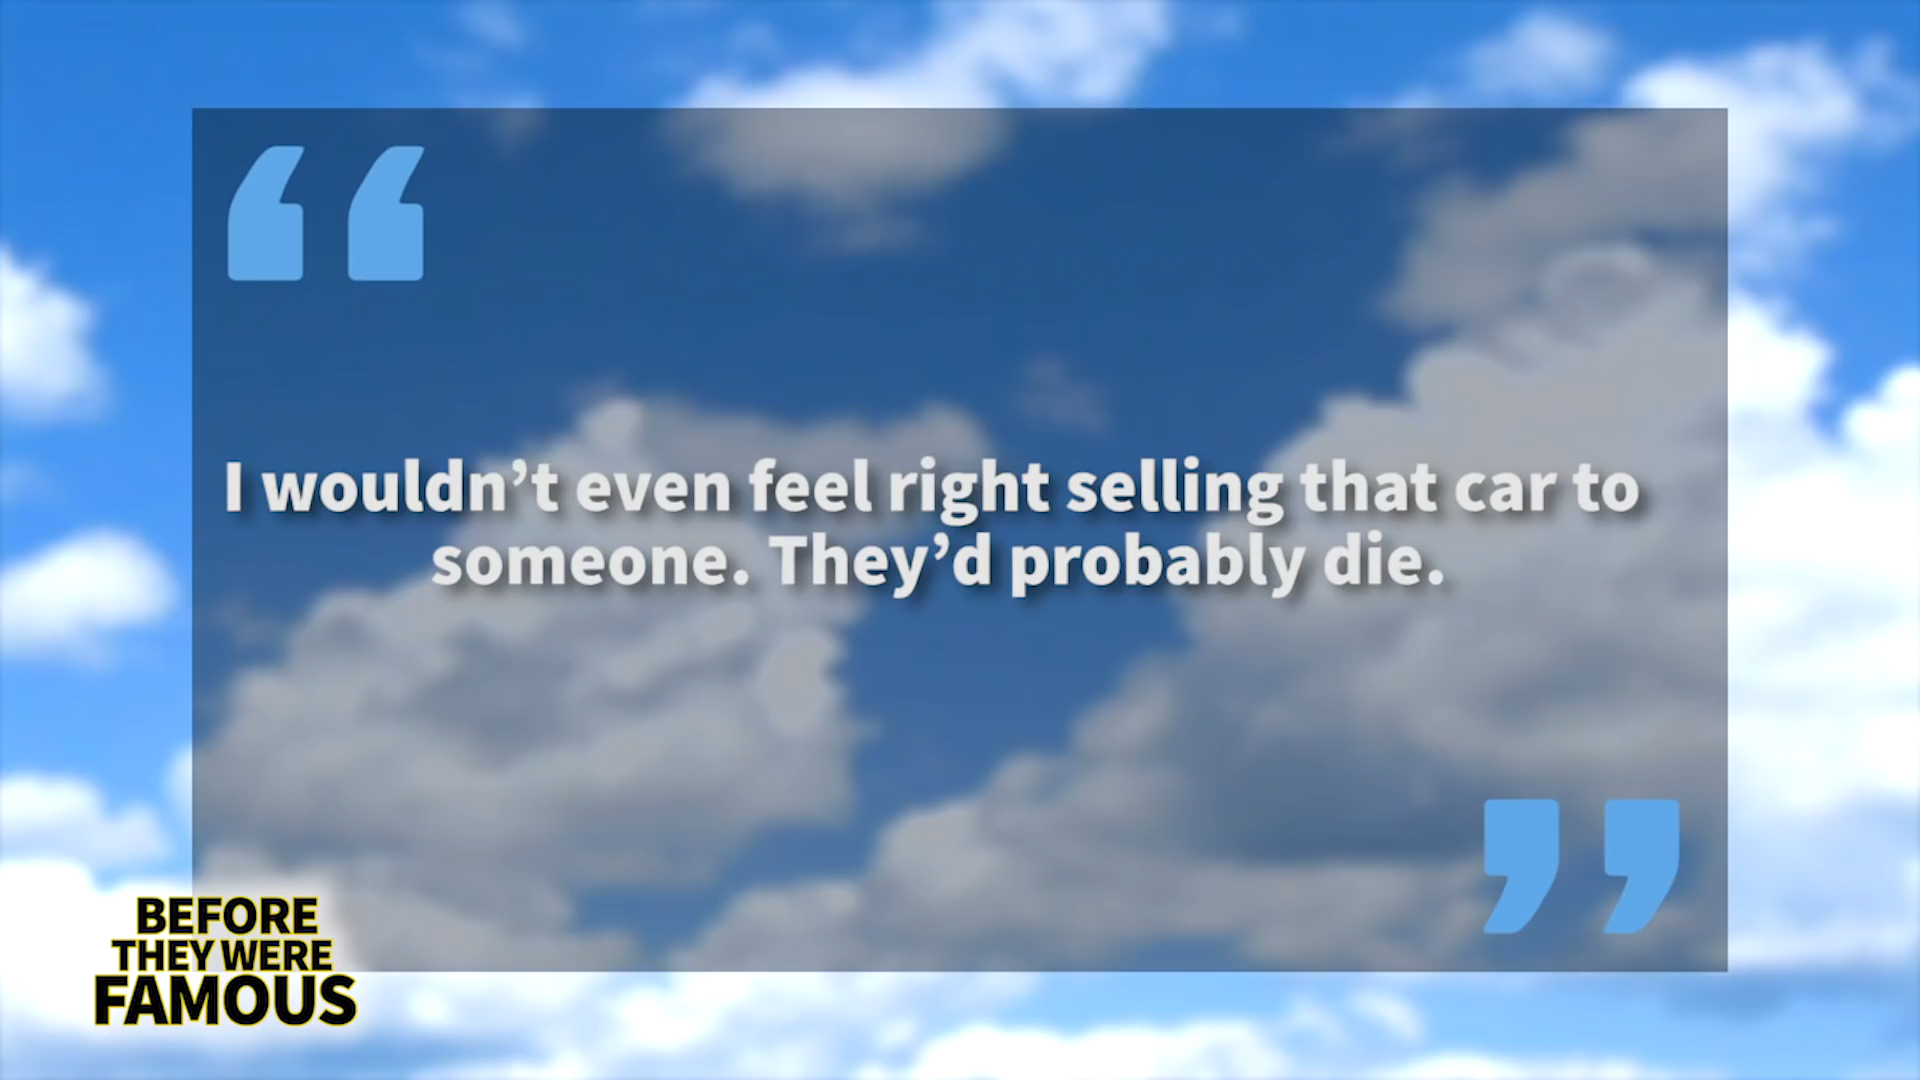 I wouldn’t even feel right selling that car to
someone. They’d probably die.
BEFORE
THEY WERE
FAMOUS